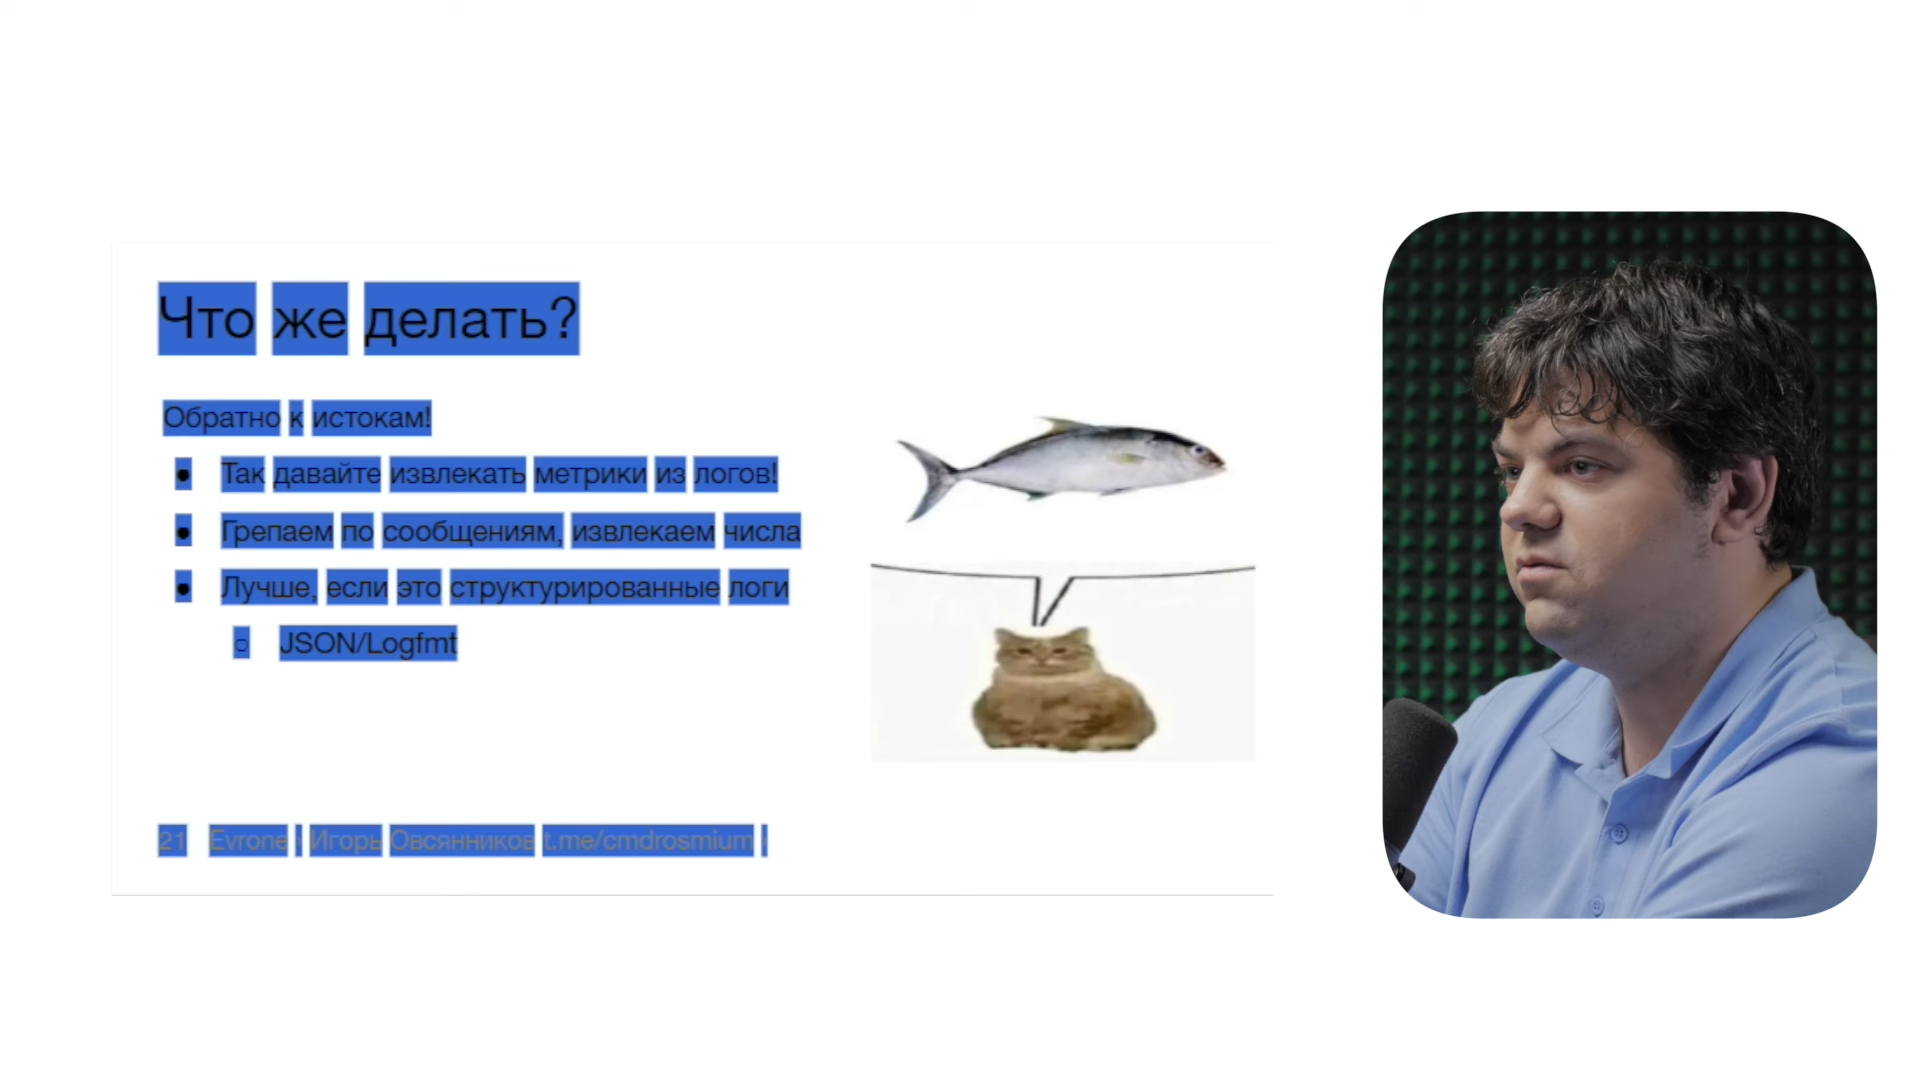 Что же делать?
Обратно к истокам!
● Так давайте извлекать метрики из логов!
● Грепаем по сообщениям, извлекаем числа
● Лучше, если это структурированные логи
○ JSON/Logfmt
21 Evrone | Игорь Овсянников t.me/cmdrosmium |